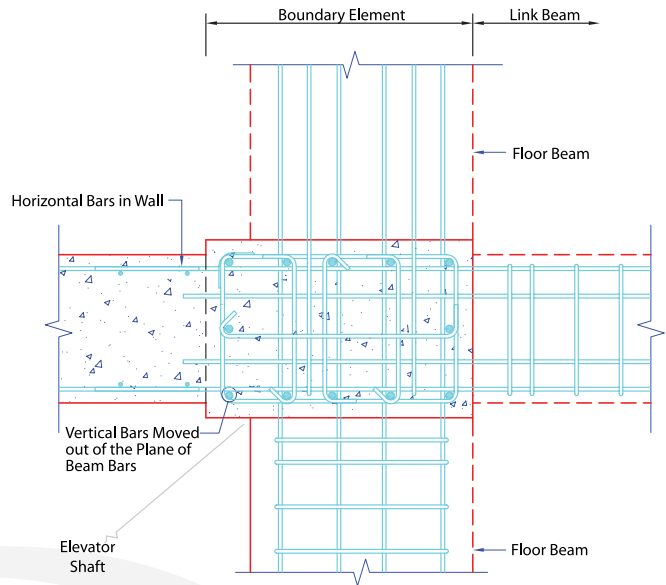 Boundary Element
Link Beam
Floor Beam
Horizontal Bars in Wall
Vertical Bars Moved
out of the Plane of
Beam Bars
Elevator
Shaft
Floor Beam